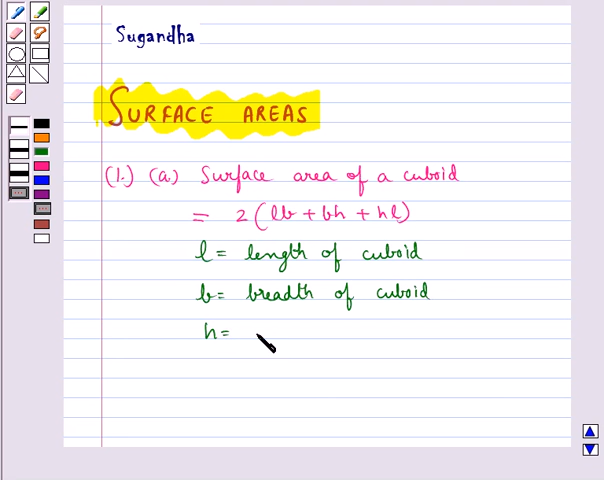 Sugandha
SURFACE AREAS
(1.) (a) Surface area of a cuboid
= 2 (lb + bh + hl)
l = length of cuboid
b = breadth of cuboid
h =